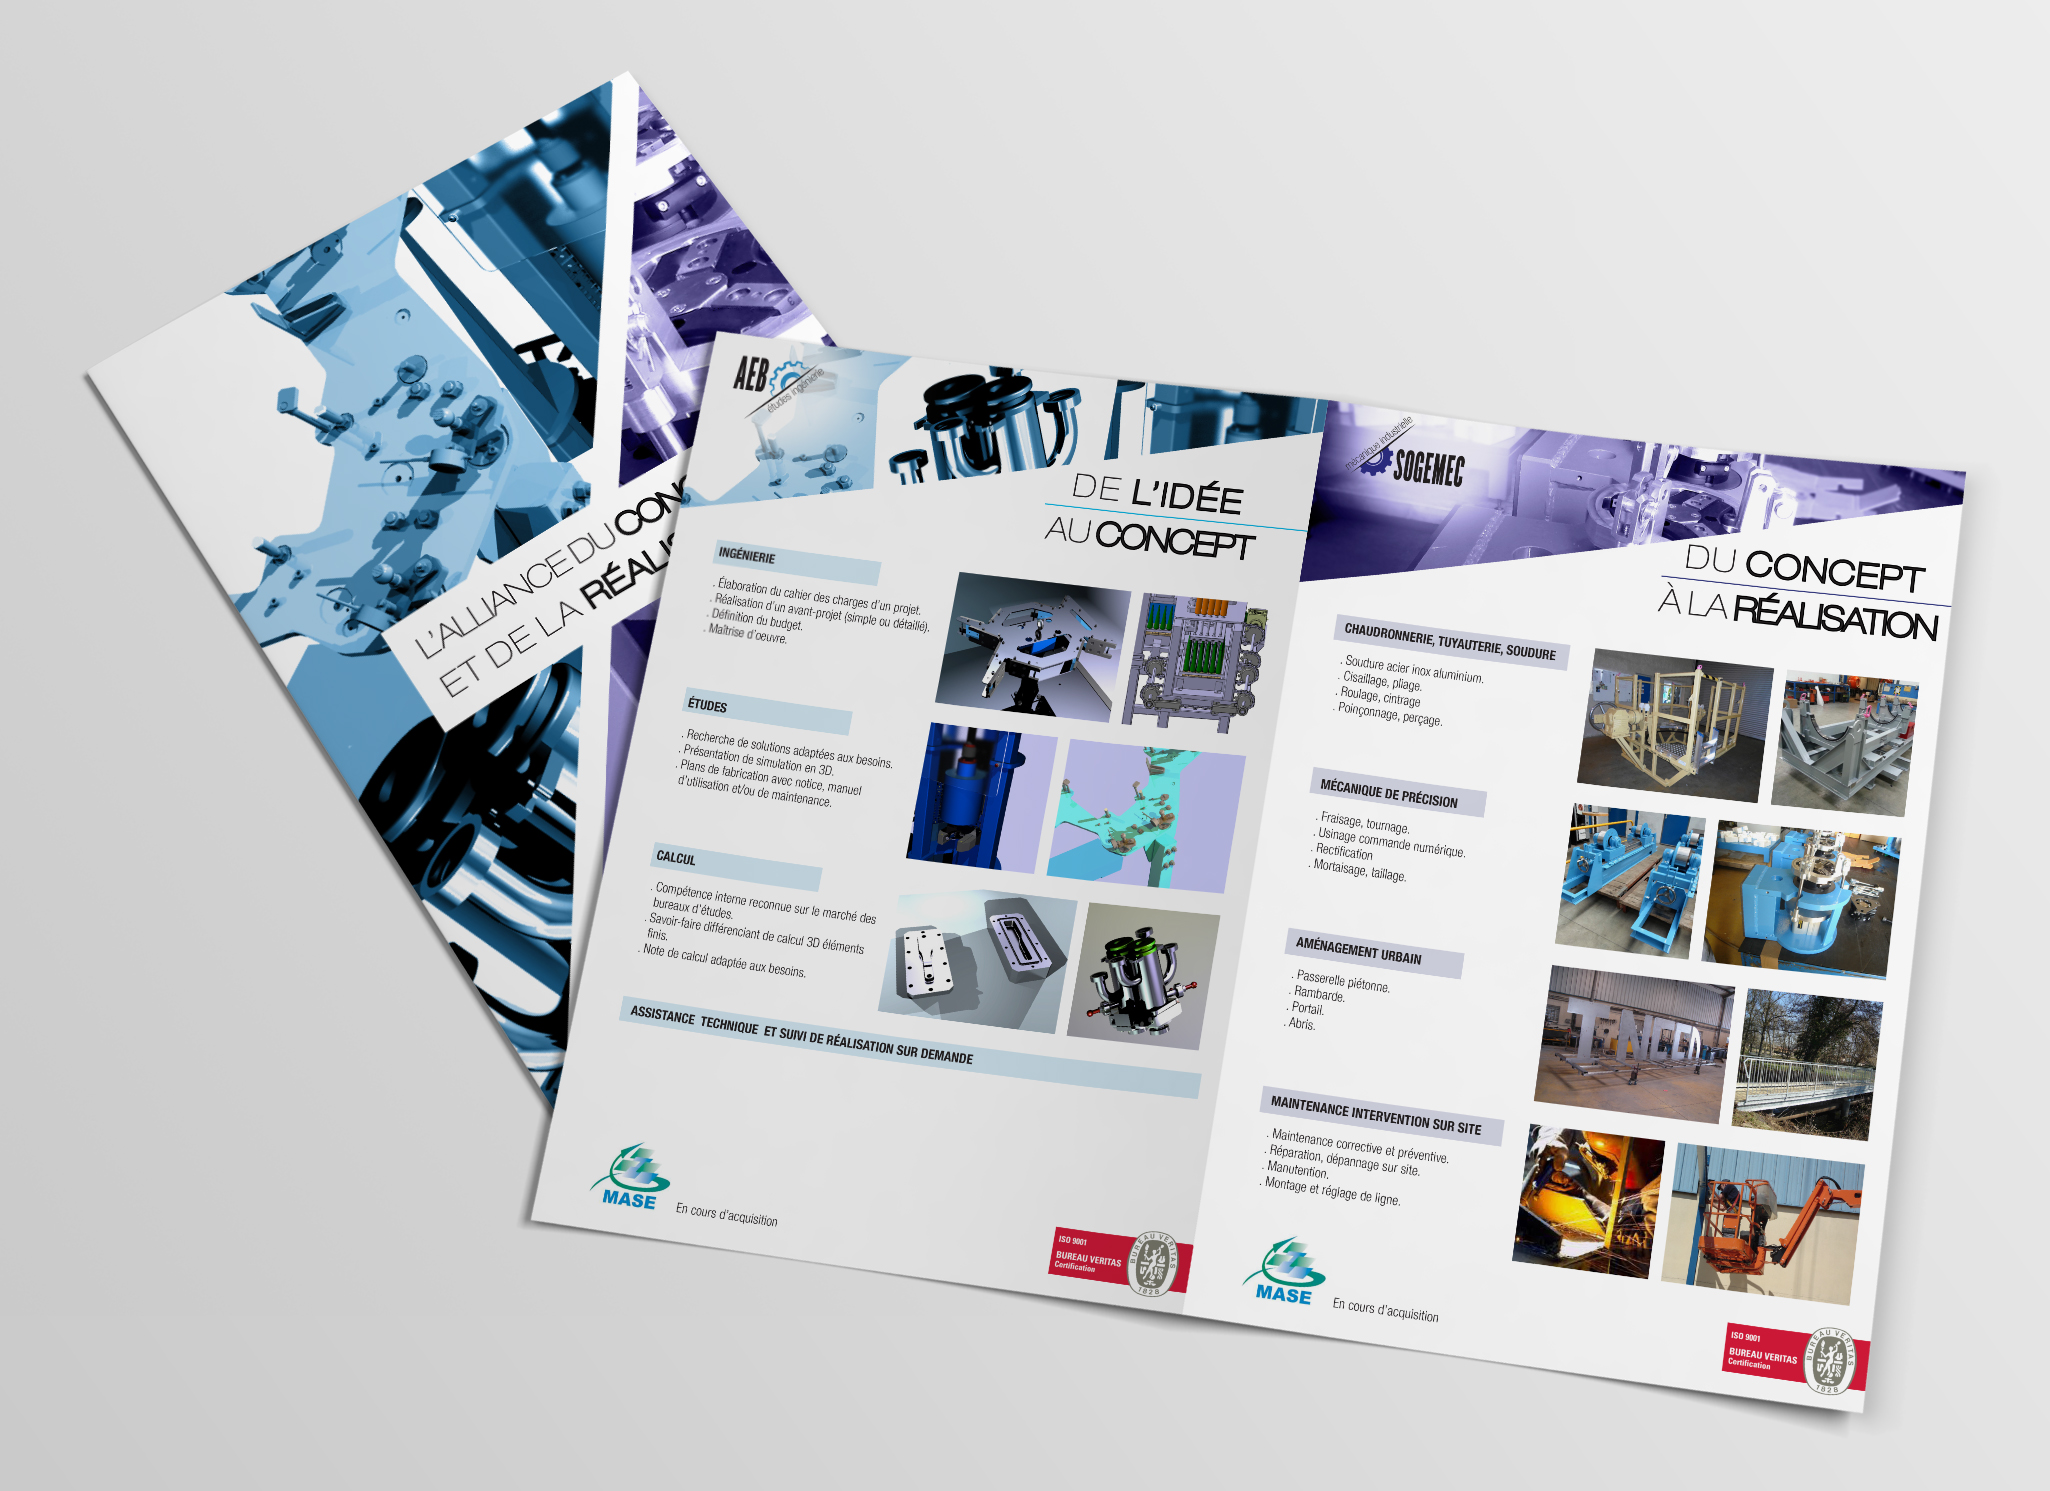 L'ALLIANCE DU CON
ET DE LA RÉALIS
AEB
études ingénierie
DE L'IDÉE
AU CONCEPT
INGÉNIERIE
. Élaboration du cahier des charges d'un projet.
. Réalisation d'un avant-projet (simple ou détaillé).
. Définition du budget.
. Maîtrise d'oeuvre.
ÉTUDES
. Recherche de solutions adaptées aux besoins.
. Présentation de simulation en 3D.
. Plans de fabrication avec notice, manuel
d'utilisation et/ou de maintenance.
CALCUL
. Compétence interne reconnue sur le marché des
bureaux d'études.
. Savoir-faire différenciant de calcul 3D éléments
finis.
. Note de calcul adaptée aux besoins.
ASSISTANCE TECHNIQUE ET SUIVI DE RÉALISATION SUR DEMANDE
MASE
En cours d'acquisition
ISO 9001
BUREAU VERITAS
Certification
BUREAU VERITAS
1828
mécanique industrielle
SOGEMEC
DU CONCEPT
À LA RÉALISATION
CHAUDRONNERIE, TUYAUTERIE, SOUDURE
. Soudure acier inox aluminium.
. Cisaillage, pliage.
. Roulage, cintrage
. Poinçonnage, perçage.
MÉCANIQUE DE PRÉCISION
. Fraisage, tournage.
. Usinage commande numérique.
. Rectification
. Mortaisage, taillage.
AMÉNAGEMENT URBAIN
. Passerelle piétonne.
. Rambarde.
. Portail.
. Abris.
MAINTENANCE INTERVENTION SUR SITE
. Maintenance corrective et préventive.
. Réparation, dépannage sur site.
. Manutention.
. Montage et réglage de ligne.
MASE
En cours d'acquisition
ISO 9001
BUREAU VERITAS
Certification
BUREAU VERITAS
1828